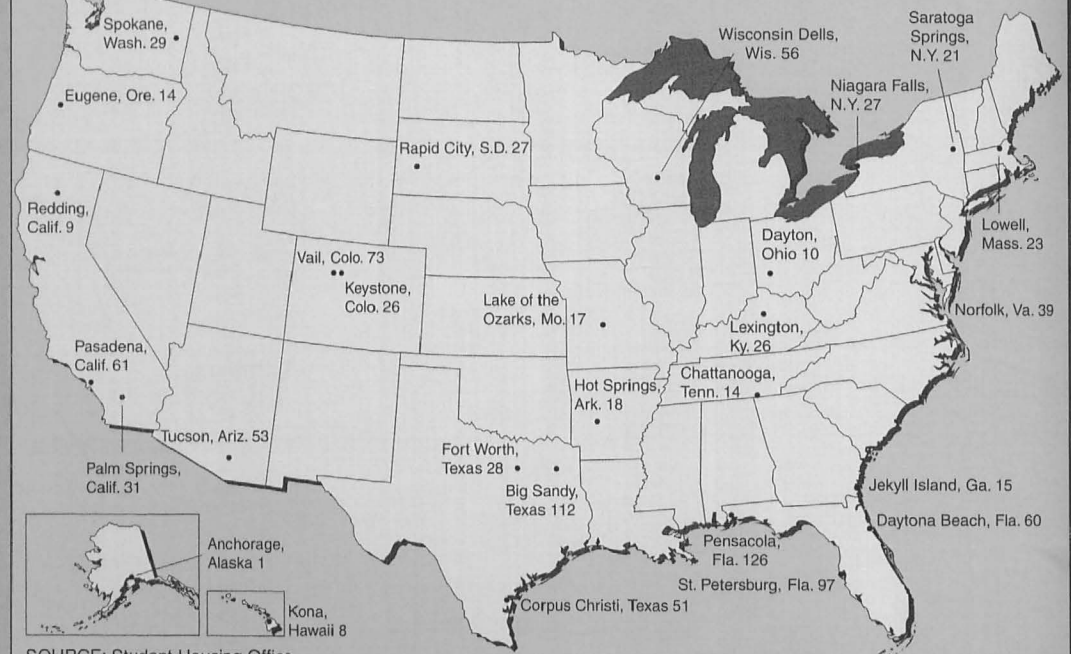 Spokane,
Wash. 29
Eugene, Ore. 14
Redding,
Calif. 9
Rapid City, S.D. 27
Wisconsin Dells,
Wis. 56
Saratoga
Springs,
N.Y. 21
Niagara Falls,
N.Y. 27
Lowell,
Mass. 23
Vail, Colo. 73
Keystone,
Colo. 26
Lake of the
Ozarks, Mo. 17
Dayton,
Ohio 10
Lexington,
Ky. 26
Norfolk, Va. 39
Pasadena,
Calif. 61
Palm Springs,
Calif. 31
Tucson, Ariz. 53
Hot Springs,
Ark. 18
Chattanooga,
Tenn. 14
Fort Worth,
Texas 28
Big Sandy,
Texas 112
Jekyll Island, Ga. 15
Daytona Beach, Fla. 60
Pensacola,
Fla. 126
St. Petersburg, Fla. 97
Corpus Christi, Texas 51
Anchorage,
Alaska 1
Kona,
Hawaii 8
SOURCE: Student Housing Office